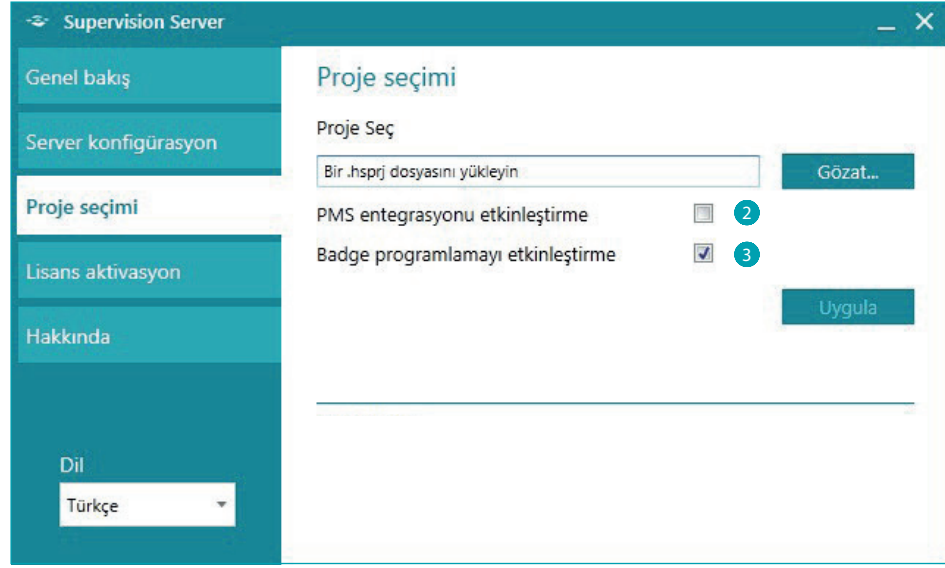 Supervision Server
Genel bakış
Server konfigürasyon
Proje seçimi
Lisans aktivasyon
Hakkında
Dil
Türkçe
Proje seçimi
Proje Seç
Bir .hsprj dosyasını yükleyin
Gözat...
PMS entegrasyonu etkinleştirme
2
Badge programlamayı etkinleştirme
3
Uygula